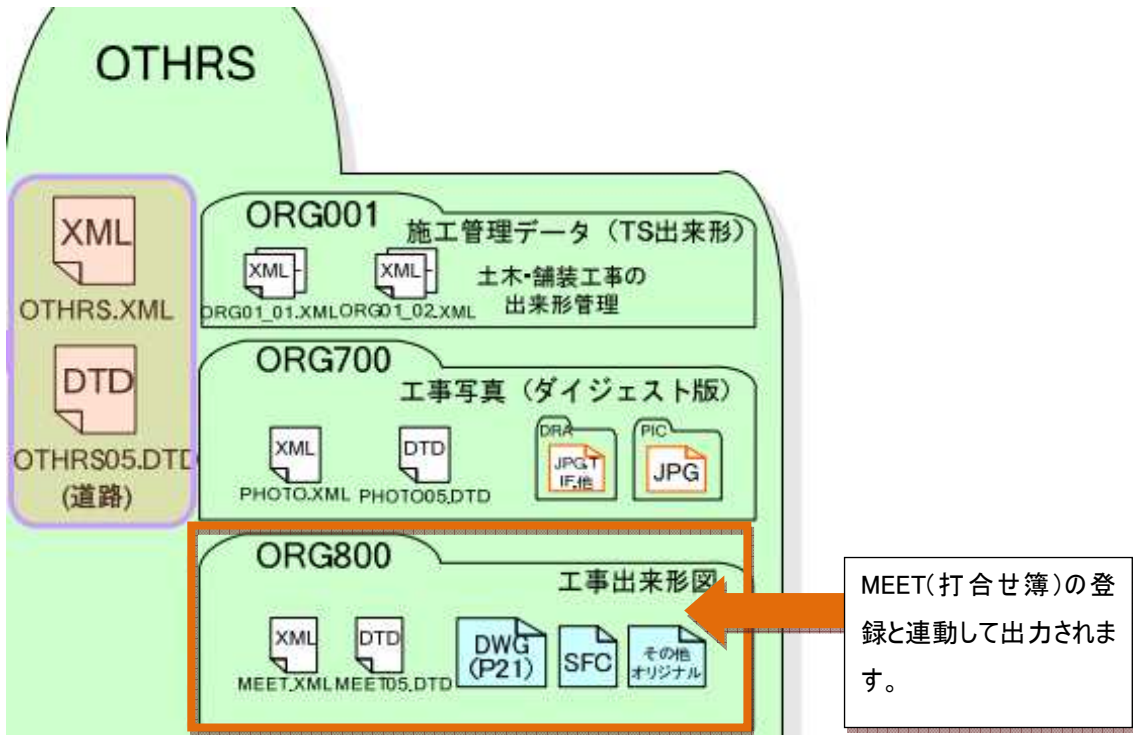 OTHRS
XML
OTHRS.XML
DTD
OTHRS05.DTD
(道路)
ORG001
施工管理データ（TS出来形）
XML
XML
土木・舗装工事の
出来形管理
ORG01_01.XML
ORG01_02.XML
ORG700
工事写真（ダイジェスト版）
XML
PHOTO.XML
DTD
PHOTO05.DTD
DRA
JPG.T
IF.他
PIC
JPG
ORG800
工事出来形図
XML
MEET.XML
DTD
MEET05.DTD
DWG
(P21)
SFC
その他
オリジナル
MEET(打合せ簿)の登
録と連動して出力されま
す。